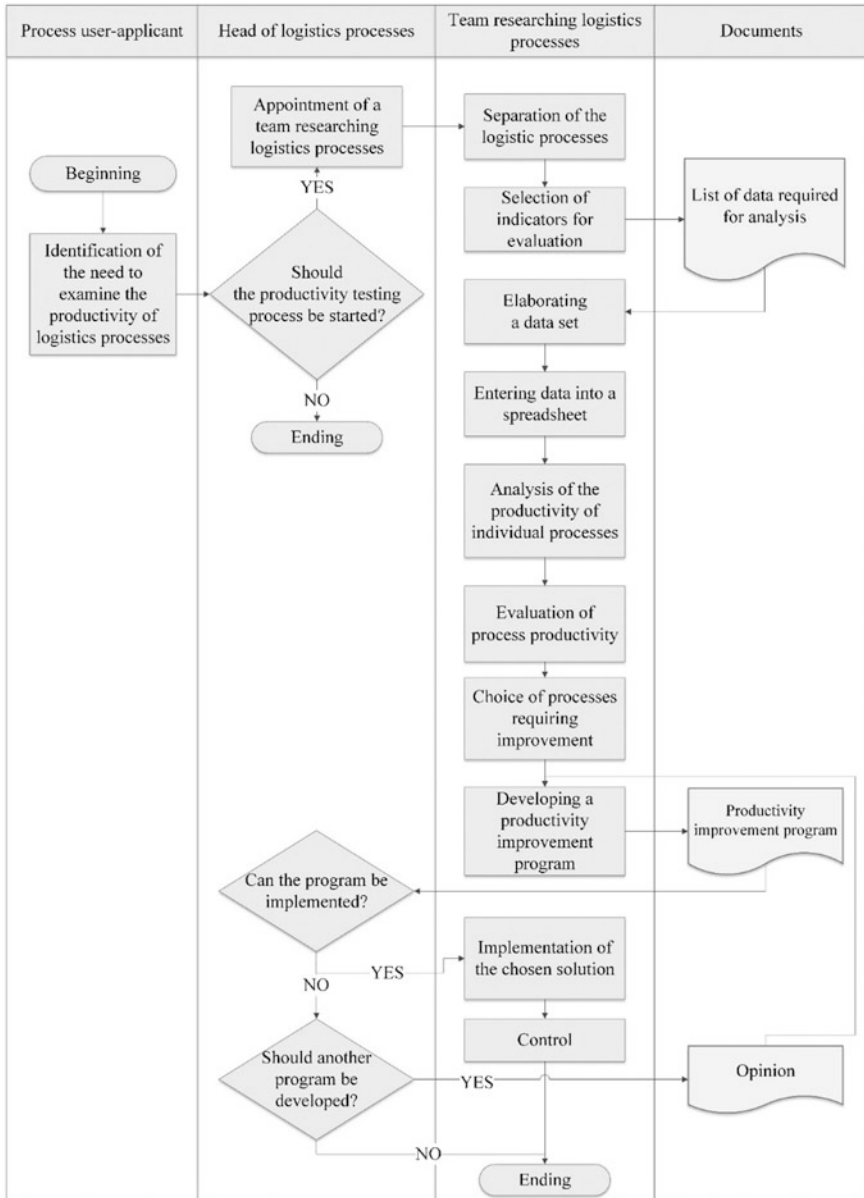 Process user-applicant
Head of logistics processes
Team researching logistics
processes
Documents
Beginning
Identification of
the need to
examine the
productivity of
logistics processes
Appointment of a
team researching
logistics processes
YES
Should
the productivity testing
process be started?
NO
Ending
Separation of the
logistic processes
Selection of
indicators for
evaluation
List of data required
for analysis
Elaborating
a data set
Entering data into a
spreadsheet
Analysis of the
productivity of
individual processes
Evaluation of
process productivity
Choice of processes
requiring
improvement
Developing a
productivity
improvement
program
Productivity
improvement program
Can the program be
implemented?
YES
NO
Implementation of
the chosen solution
Control
Should another
program be
developed?
YES
Opinion
NO
Ending